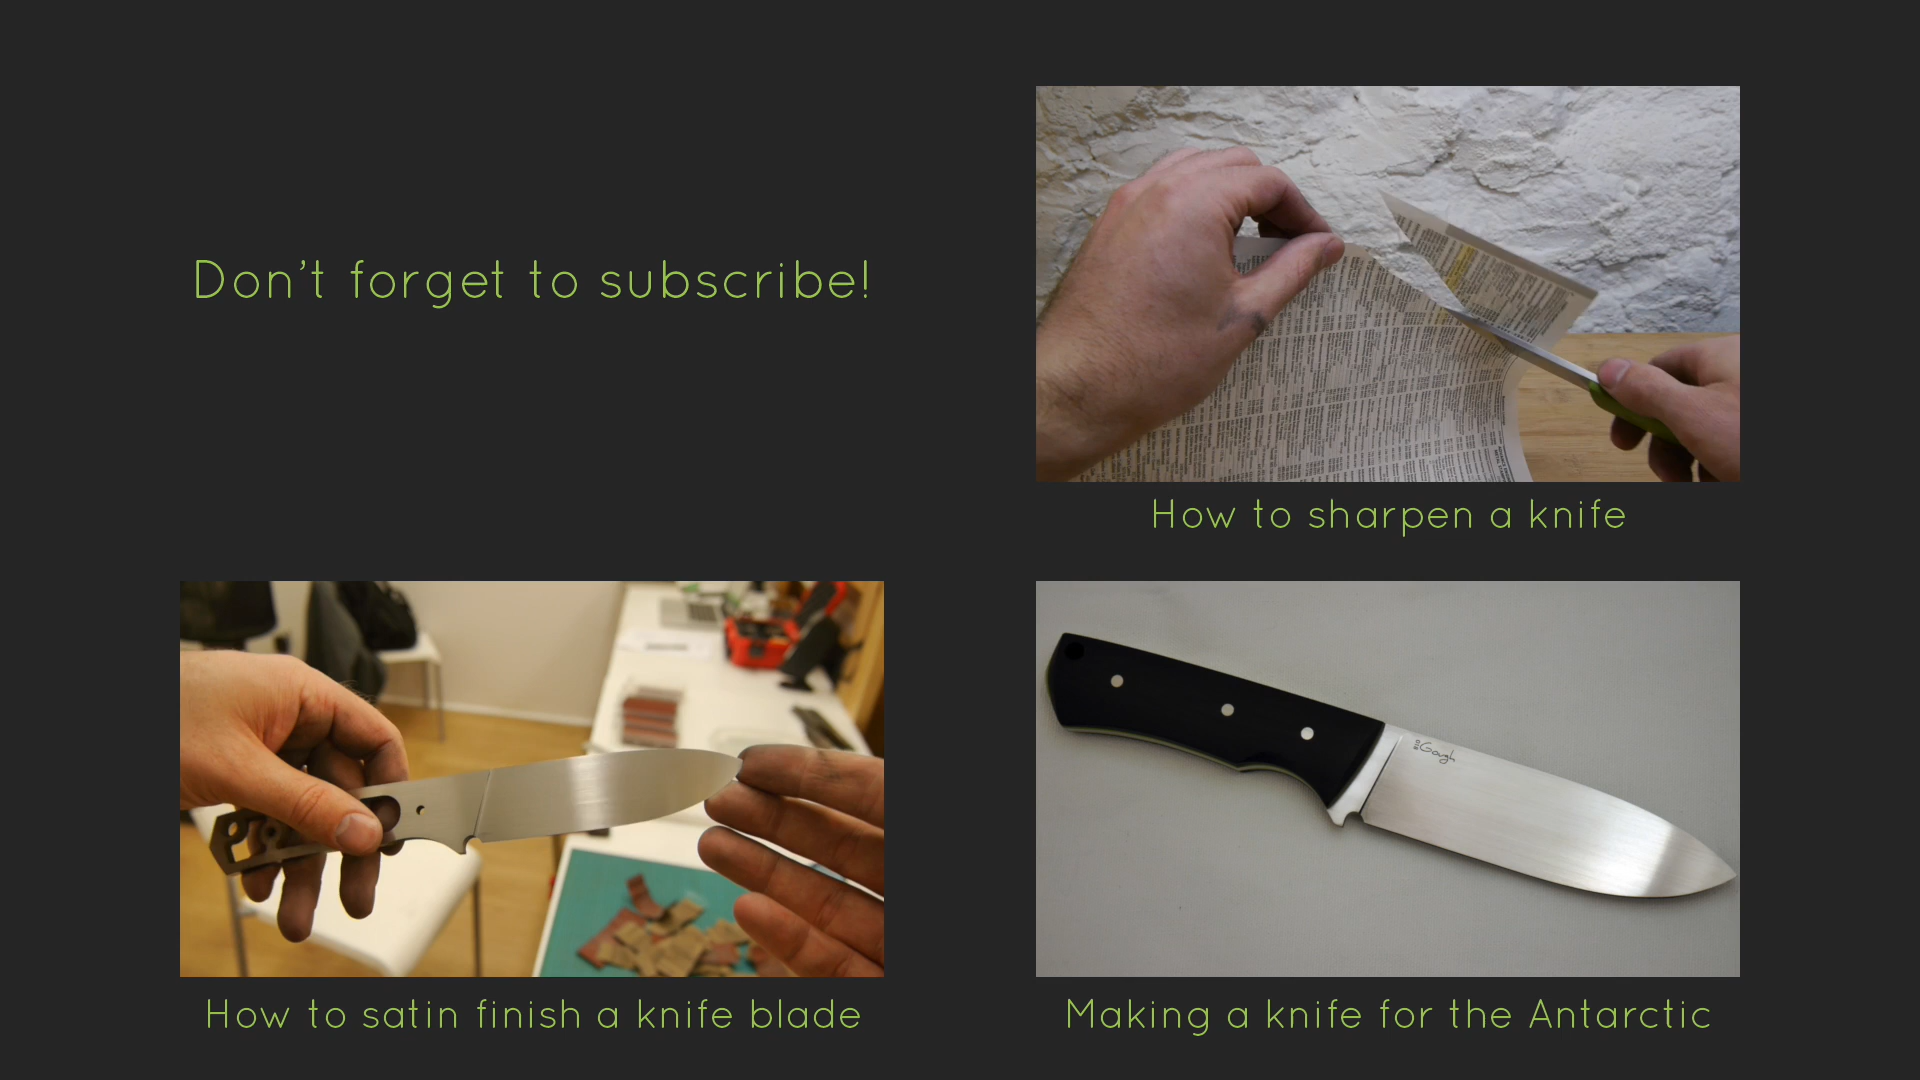 Don't forget to subscribe!
How to sharpen a knife
Gough
How to satin finish a knife blade
Making a knife for the Antarctic